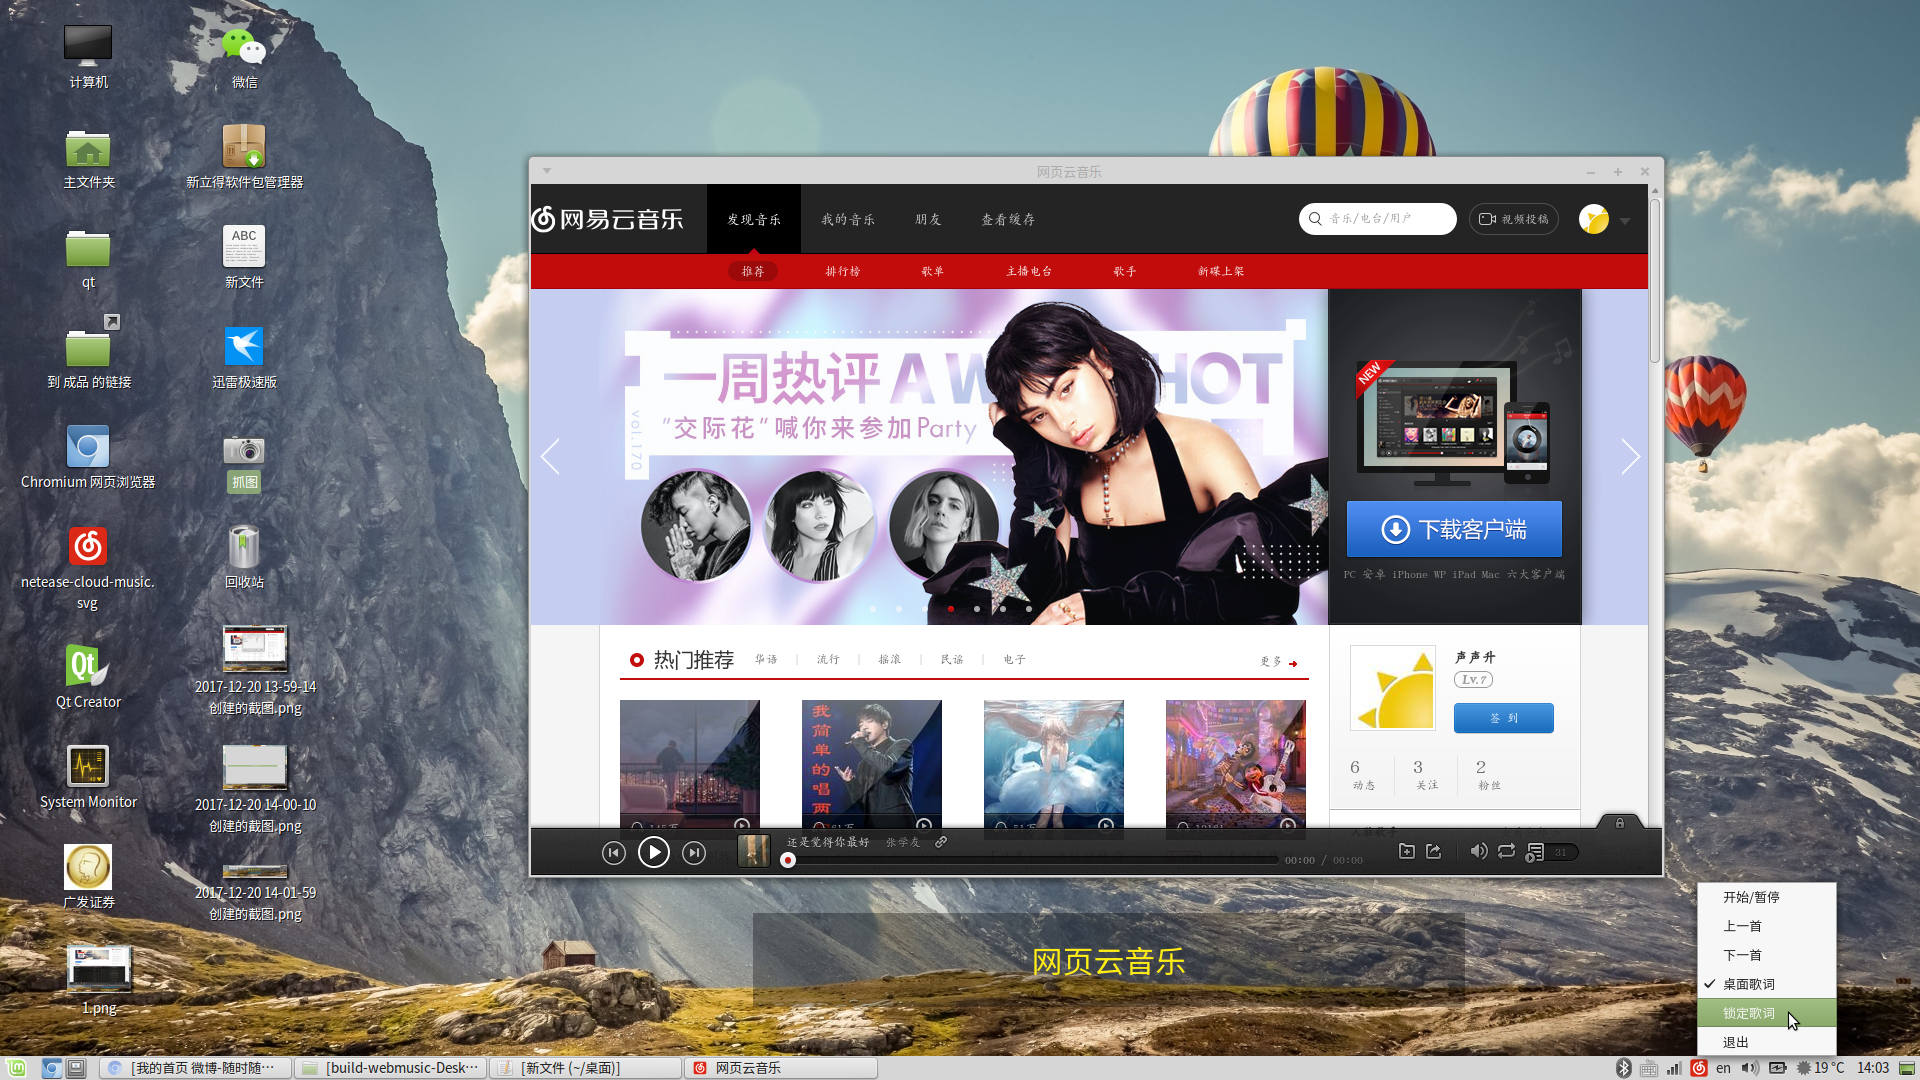 计算机
微信
主文件夹
新立得软件包管理器
qt
ABC
新文件
到 成品 的链接
迅雷极速版
Chromium 网页浏览器
抓图
netease-cloud-music.
svg
回收站
Qt
Qt Creator
2017-12-20 13-59-14
创建的截图.png
System Monitor
2017-12-20 14-00-10
创建的截图.png
广发证券
2017-12-20 14-01-59
创建的截图.png
1.png
网页云音乐
网易云音乐
发现音乐
我的音乐
朋友
查看缓存
音乐/电台/用户
视频投稿
推荐
排行榜
歌单
主播电台
歌手
新碟上架
一周热评 AW HOT
“交际花”喊你来参加Party
vol.170
NEW
下载客户端
PC 安卓 iPhone WP iPad Mac 六大客户端
热门推荐
华语
流行
摇滚
民谣
电子
更多
我简单的唱两
声声升
Lv.7
签 到
6
动态
3
关注
2
粉丝
还是觉得你最好 张学友
00:00 / 00:00
31
网页云音乐
开始/暂停
上一首
下一首
桌面歌词
锁定歌词
退出
[我的首页 微博-随时随…
[build-webmusic-Desk…
[新文件 (~/桌面)]
网页云音乐
en
19 °C
14:03